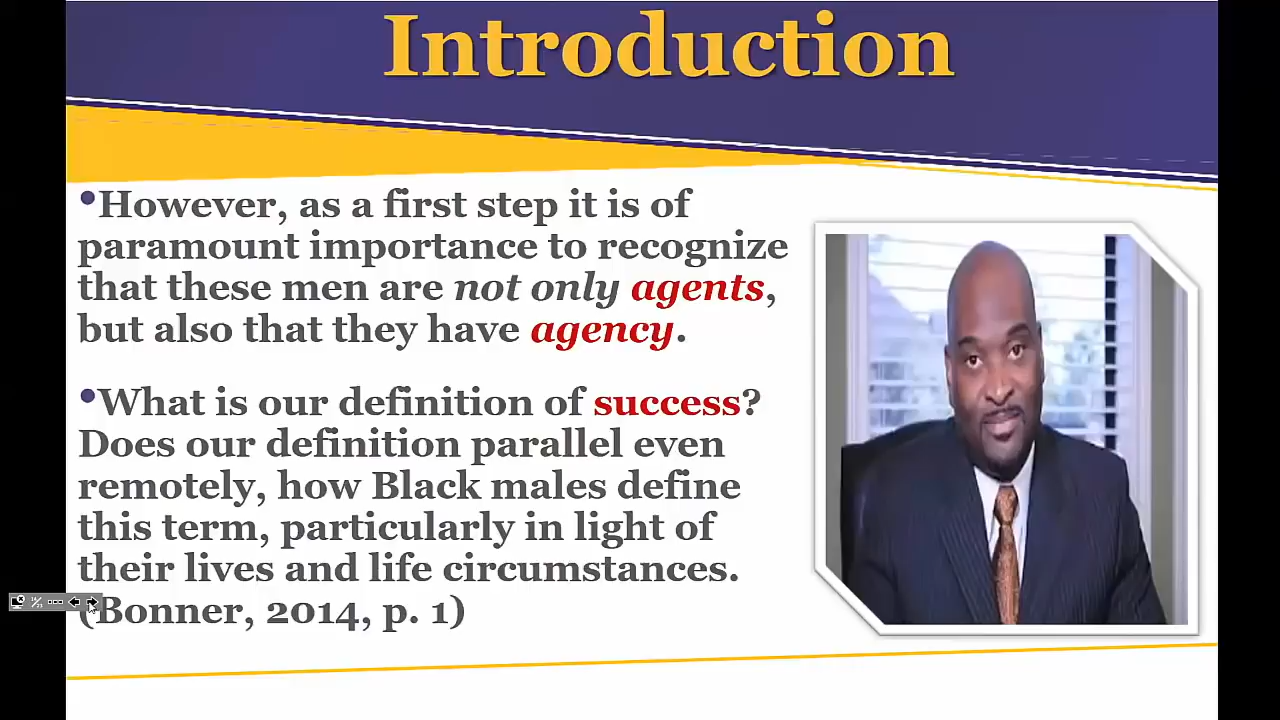 Introduction
•However, as a first step it is of
paramount importance to recognize
that these men are not only agents,
but also that they have agency.
•What is our definition of success?
Does our definition parallel even
remotely, how Black males define
this term, particularly in light of
their lives and life circumstances.
(Bonner, 2014, p. 1)